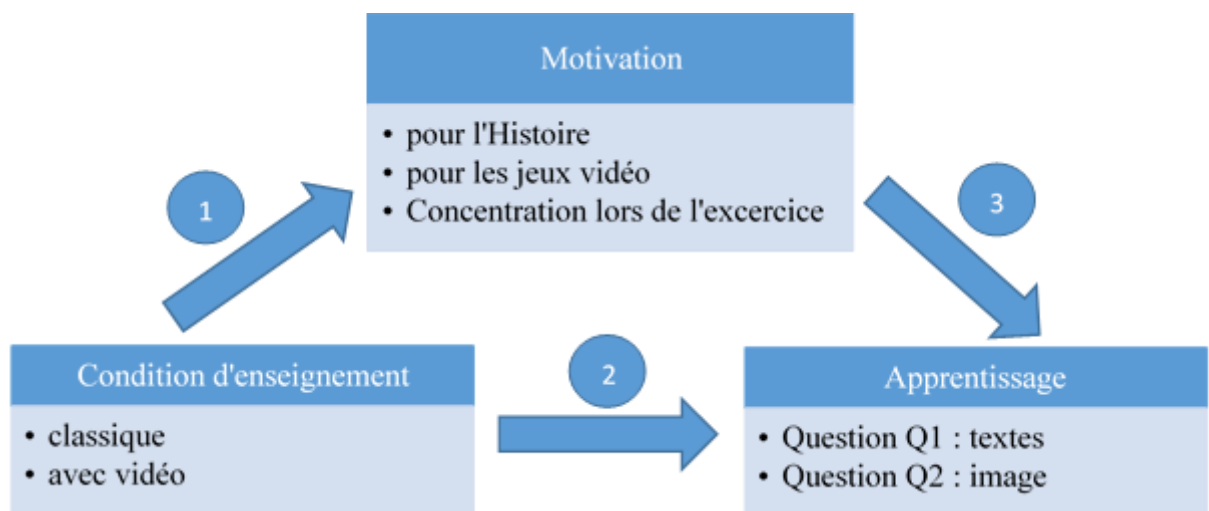 Motivation
• pour l'Histoire
• pour les jeux vidéo
• Concentration lors de l'excercice
1
3
Condition d'enseignement
• classique
• avec vidéo
2
Apprentissage
• Question Q1 : textes
• Question Q2 : image